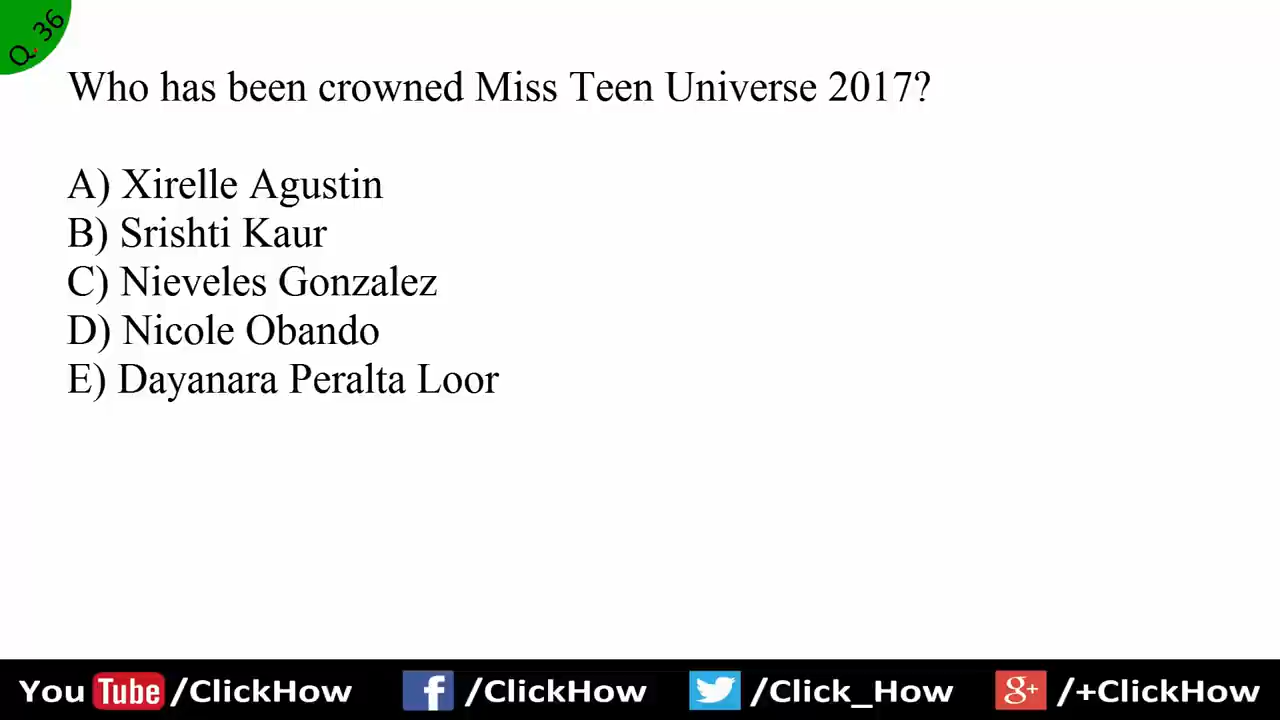 Q. 36
Who has been crowned Miss Teen Universe 2017?
A) Xirelle Agustin
B) Srishti Kaur
C) Nieveles Gonzalez
D) Nicole Obando
E) Dayanara Peralta Loor
You Tube /ClickHow f /ClickHow /Click_How g+ /+ClickHow